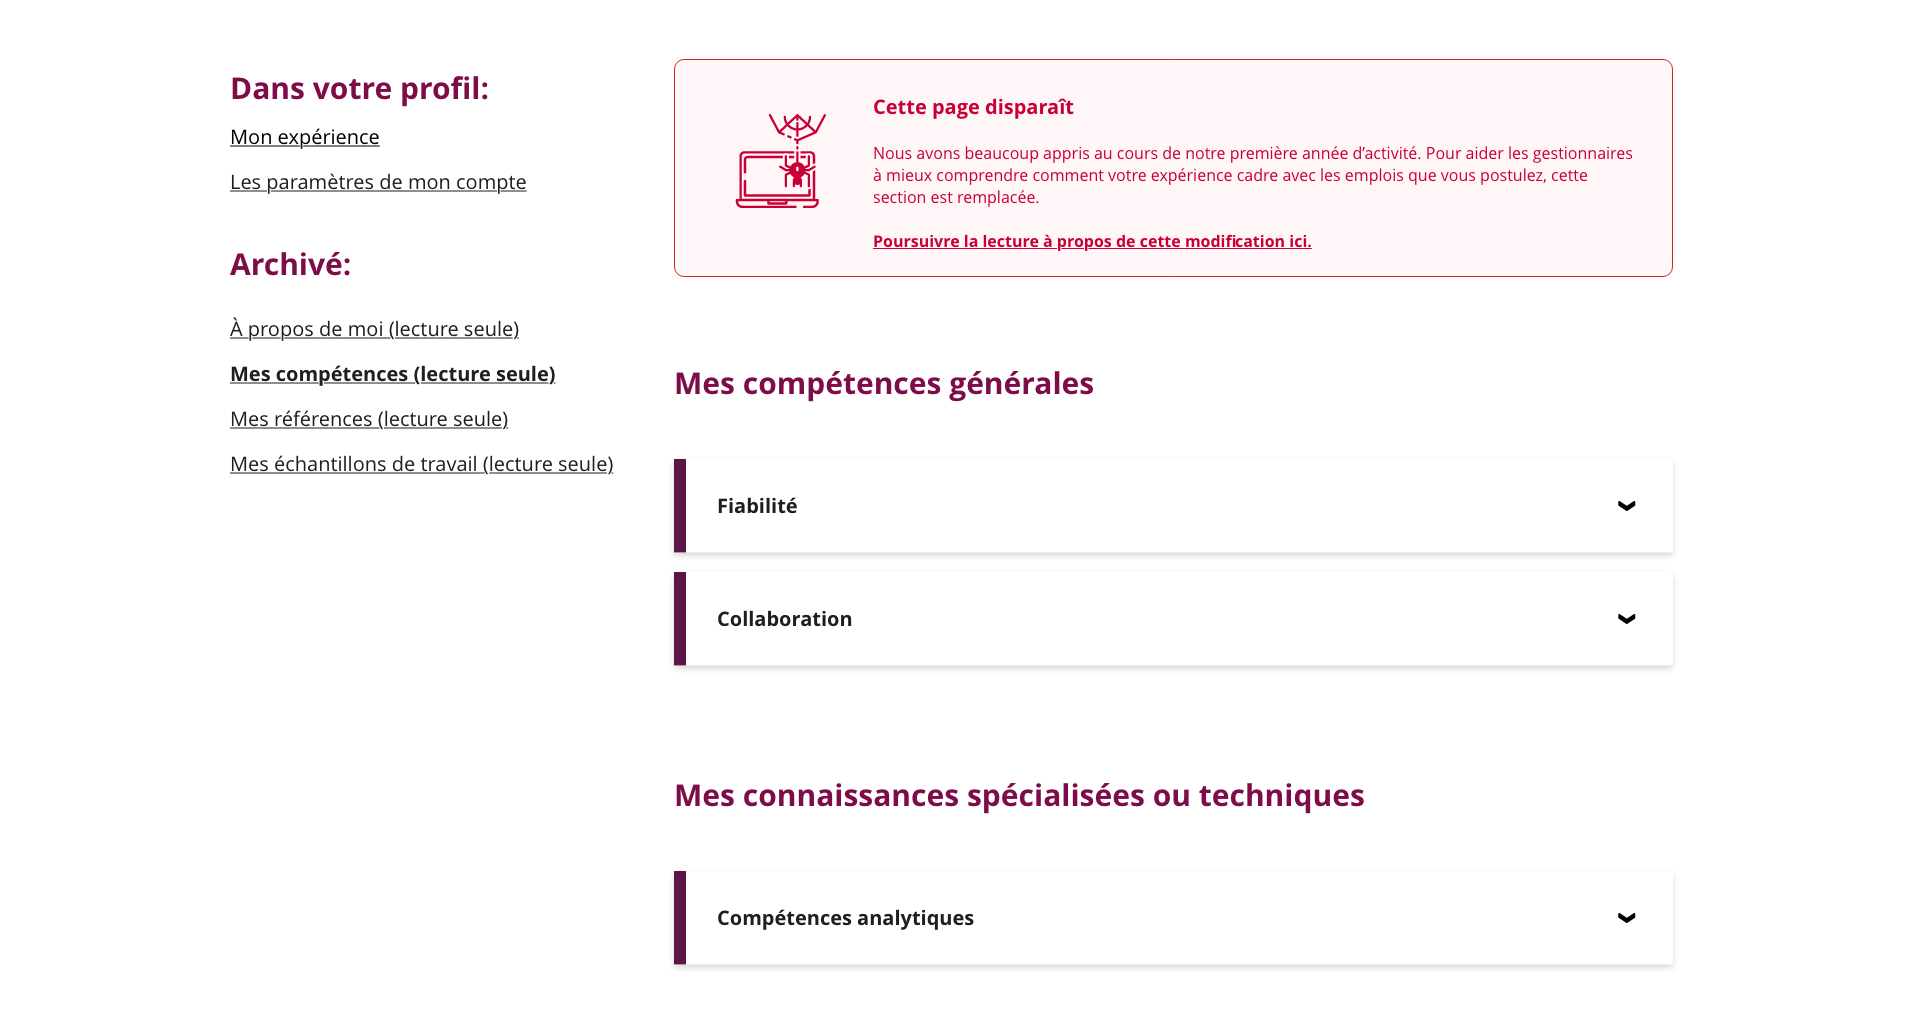 Dans votre profil:
Mon expérience
Les paramètres de mon compte
Archivé:
À propos de moi (lecture seule)
Mes compétences (lecture seule)
Mes références (lecture seule)
Mes échantillons de travail (lecture seule)
Cette page disparaît
Nous avons beaucoup appris au cours de notre première année d’activité. Pour aider les gestionnaires
à mieux comprendre comment votre expérience cadre avec les emplois que vous postulez, cette
section est remplacée.
Poursuivre la lecture à propos de cette modification ici.
Mes compétences générales
Fiabilité
Collaboration
Mes connaissances spécialisées ou techniques
Compétences analytiques